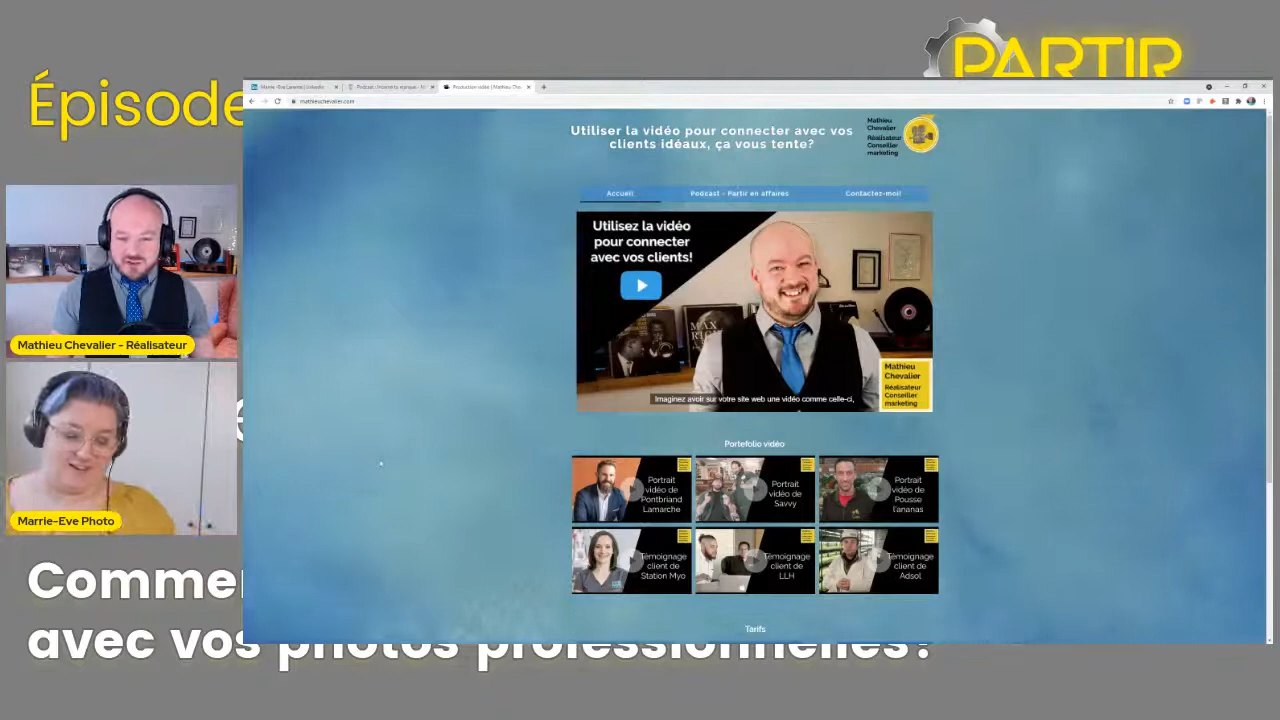 PARTIR
Épisode
Mathieu Chevalier - Réalisateur
Marrie-Eve Photo
mathieuchevalier.com
Utiliser la vidéo pour connecter avec vos
clients idéaux, ça vous tente?
Mathieu
Chevalier
Réalisateur
Conseiller
marketing
Accueil
Podcast - Partir en affaires
Contactez-moi!
Utilisez la vidéo
pour connecter
avec vos clients!
MAX
Imaginez avoir sur votre site web une vidéo comme celle-ci,
Mathieu
Chevalier
Réalisateur
Conseiller
marketing
Portefolio vidéo
Portrait
vidéo de
Pontbriand
Lamarche
Portrait
vidéo de
Savvy
Portrait
vidéo de
Pousse
l'ananas
Témoignage
client de
Station Myo
Témoignage
client de
LLH
Témoignage
client de
Adsol
Tarifs
Commen
avec vos photos professionnelles?